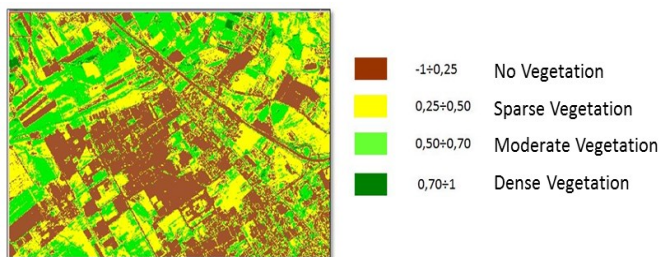 -1÷0,25 No Vegetation
0,25÷0,50 Sparse Vegetation
0,50÷0,70 Moderate Vegetation
0,70÷1 Dense Vegetation